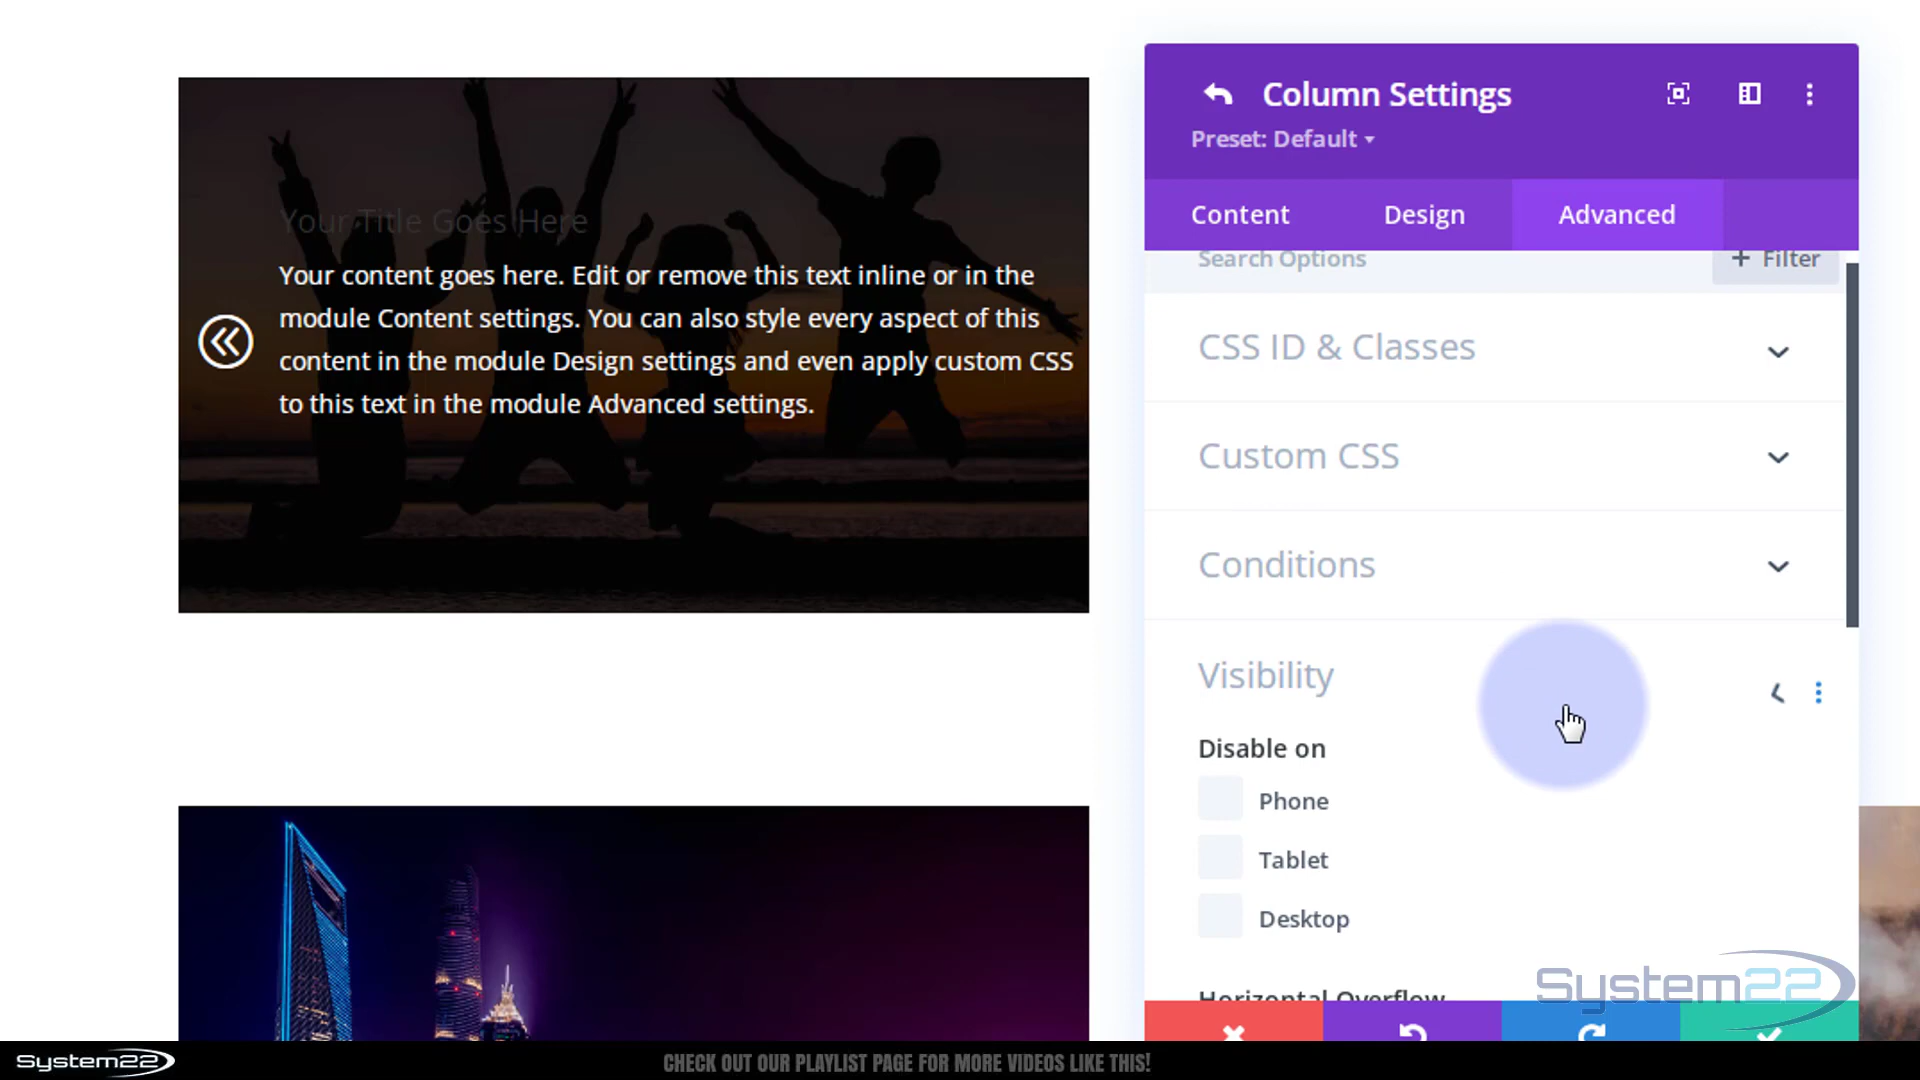 Your Title Goes Here
Your content goes here. Edit or remove this text inline or in the
module Content settings. You can also style every aspect of this
content in the module Design settings and even apply custom CSS
to this text in the module Advanced settings.
Column Settings
Preset: Default
Content
Design
Advanced
Search Options
+ Filter
CSS ID & Classes
Custom CSS
Conditions
Visibility
Disable on
Phone
Tablet
Desktop
Horizontal Overflow
System22
System22
CHECK OUT OUR PLAYLIST PAGE FOR MORE VIDEOS LIKE THIS!